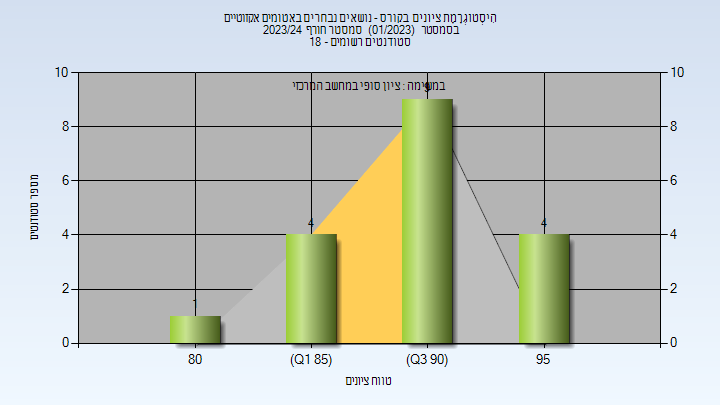 היסטוגרמת ציונים בקורס - נושאים נבחרים באטומים אקזוטיים
בסמסטר (01/2023) סמסטר חורף 2023/24
סטודנטים רשומים - 18
במשימה : ציון סופי במחשב המרכזי
10 10
8 8
6 6
4 4
2 2
0 0
מספר סטודנטים
1 4 9 4
80 (Q1 85) (Q3 90) 95
טווח ציונים